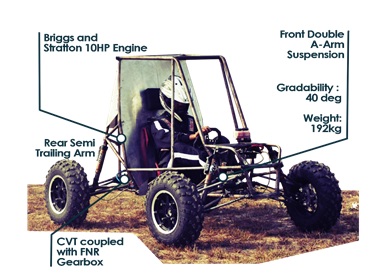 Briggs and
Stratton 10HP Engine
Front Double
A-Arm
Suspension
Gradability :
40 deg
Weight:
192kg
Rear Semi
Trailing Arm
CVT coupled
with FNR
Gearbox